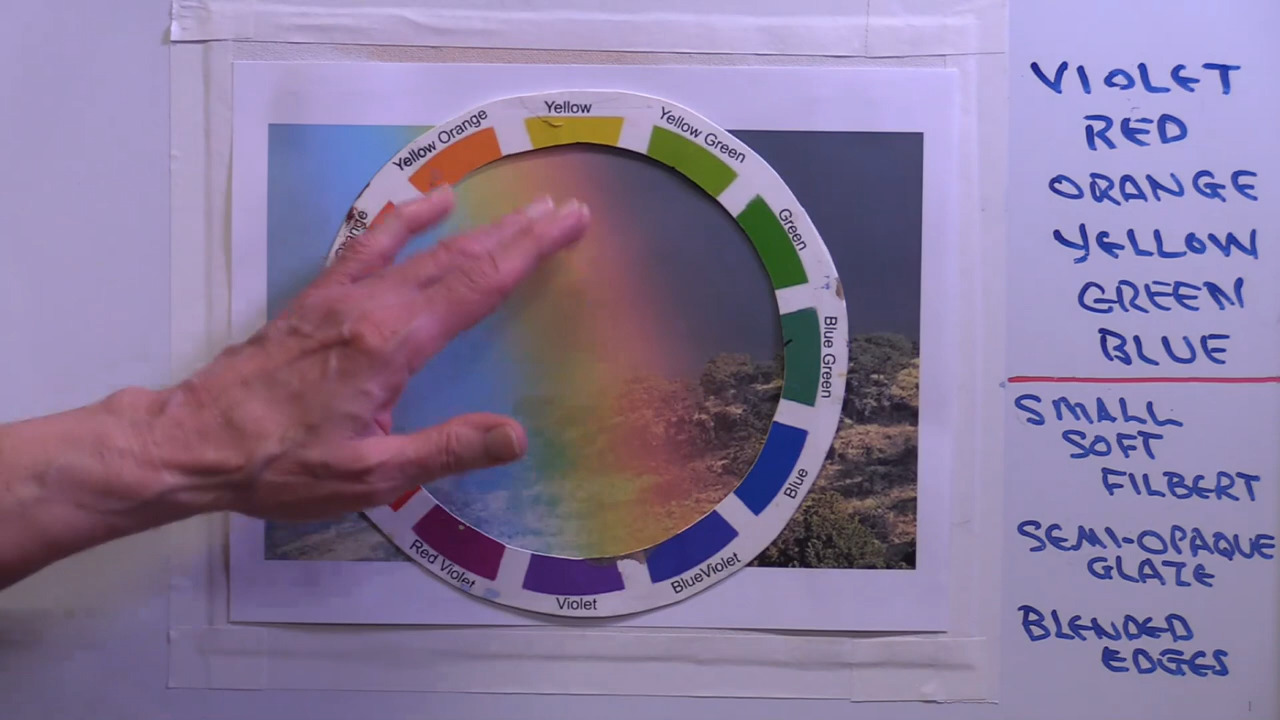 Yellow
Yellow Orange
Yellow Green
Orange
Green
Blue Green
Blue
BlueViolet
Violet
Red Violet
VIOLET
RED
ORANGE
YELLOW
GREEN
BLUE
SMALL
SOFT
FILBERT
SEMI-OPAQUE
GLAZE
BLENDED
EDGES